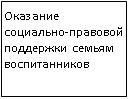 Оказание
социально-правовой
поддержки семьям
воспитанников